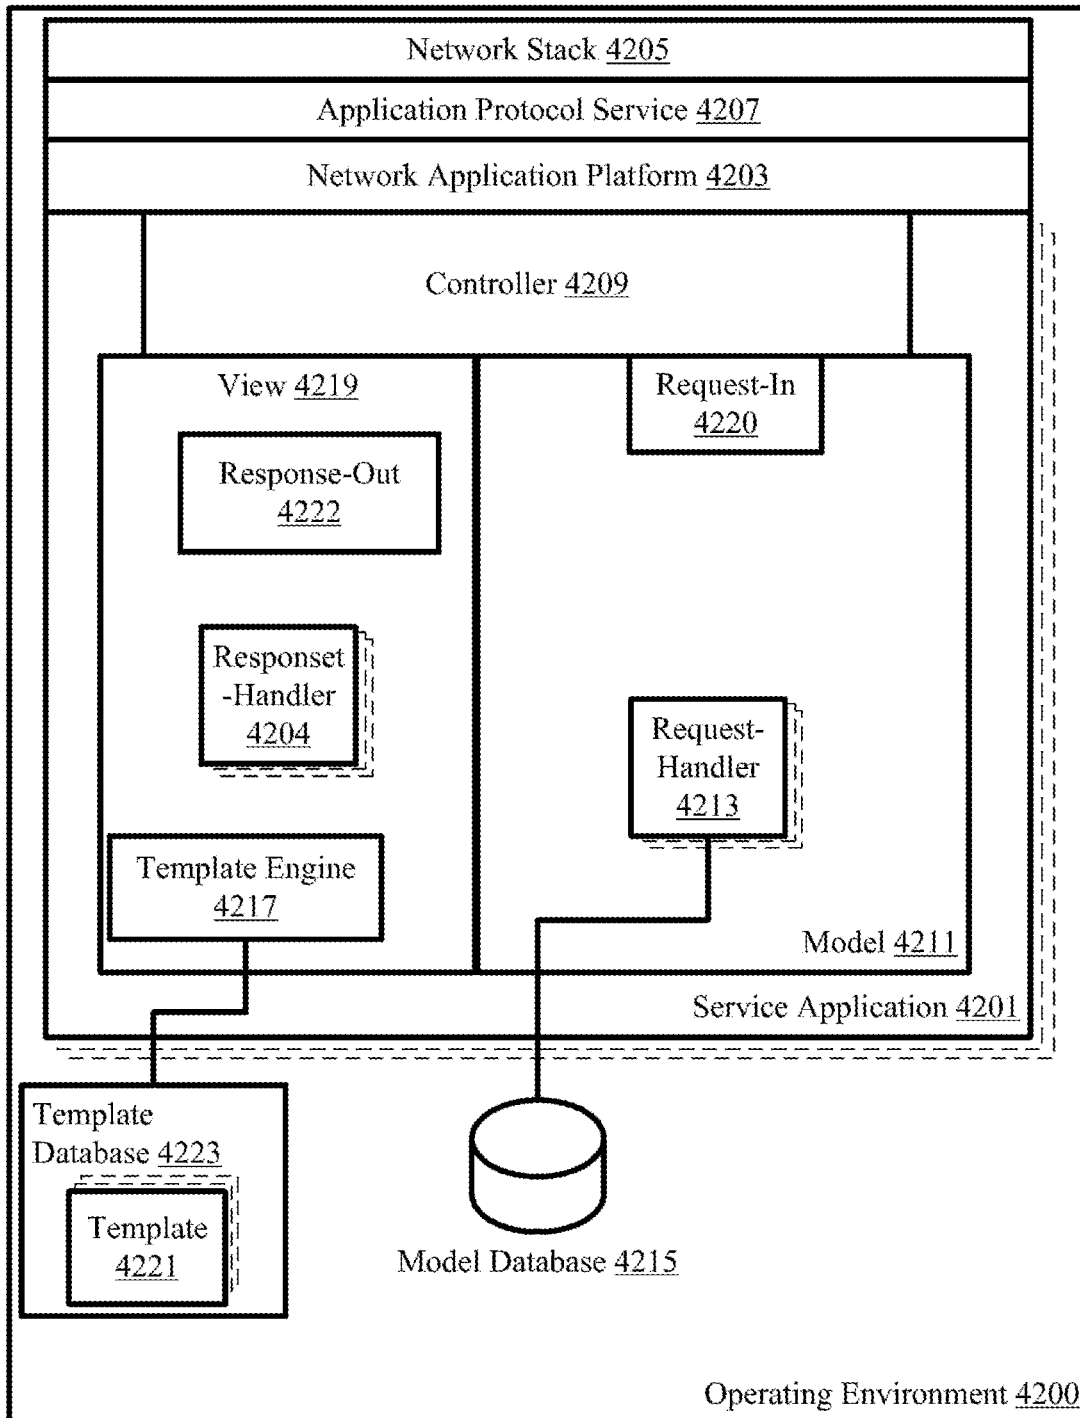 Network Stack 4205
Application Protocol Service 4207
Network Application Platform 4203
Controller 4209
View 4219
Request-In
4220
Response-Out
4222
Responset
-Handler
4204
Request-
Handler
4213
Template Engine
4217
Model 4211
Service Application 4201
Template
Database 4223
Template
4221
Model Database 4215
Operating Environment 4200